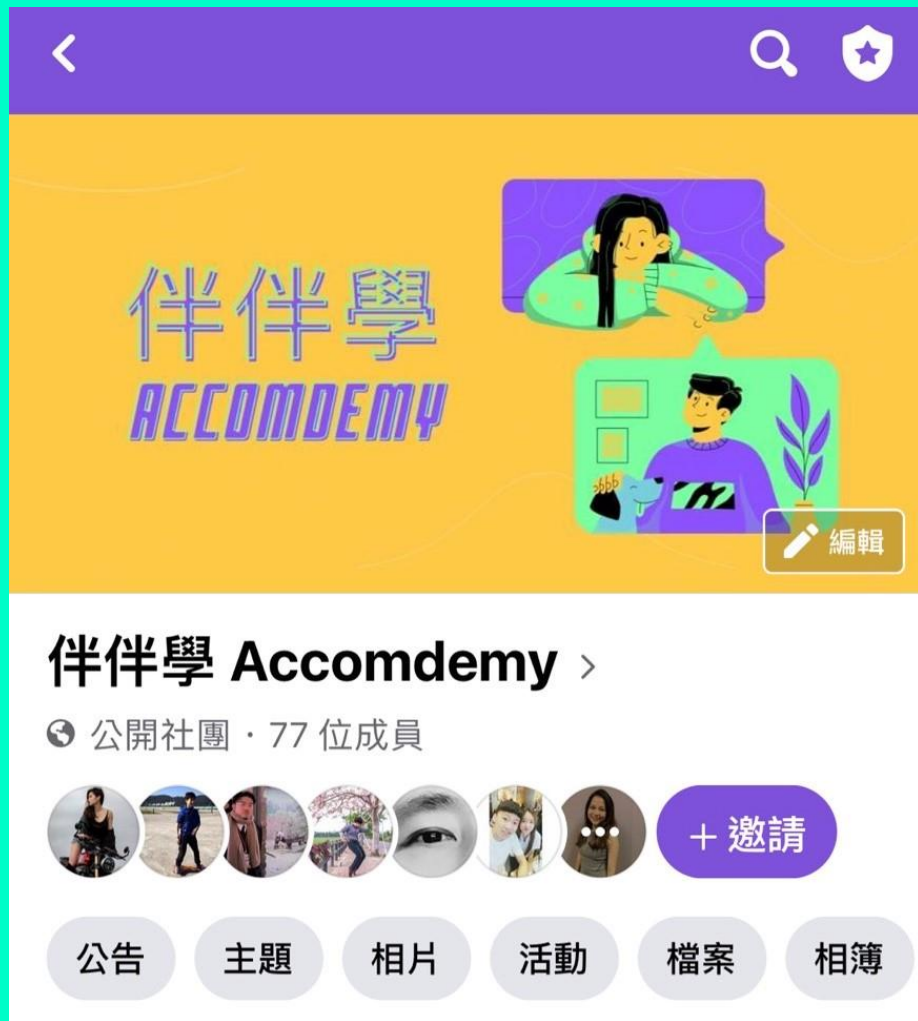 伴伴學
ACCOMDEMY
編輯
伴伴學 Accomdemy
公開社團 · 77 位成員
+ 邀請
公告 主題 相片 活動 檔案 相簿